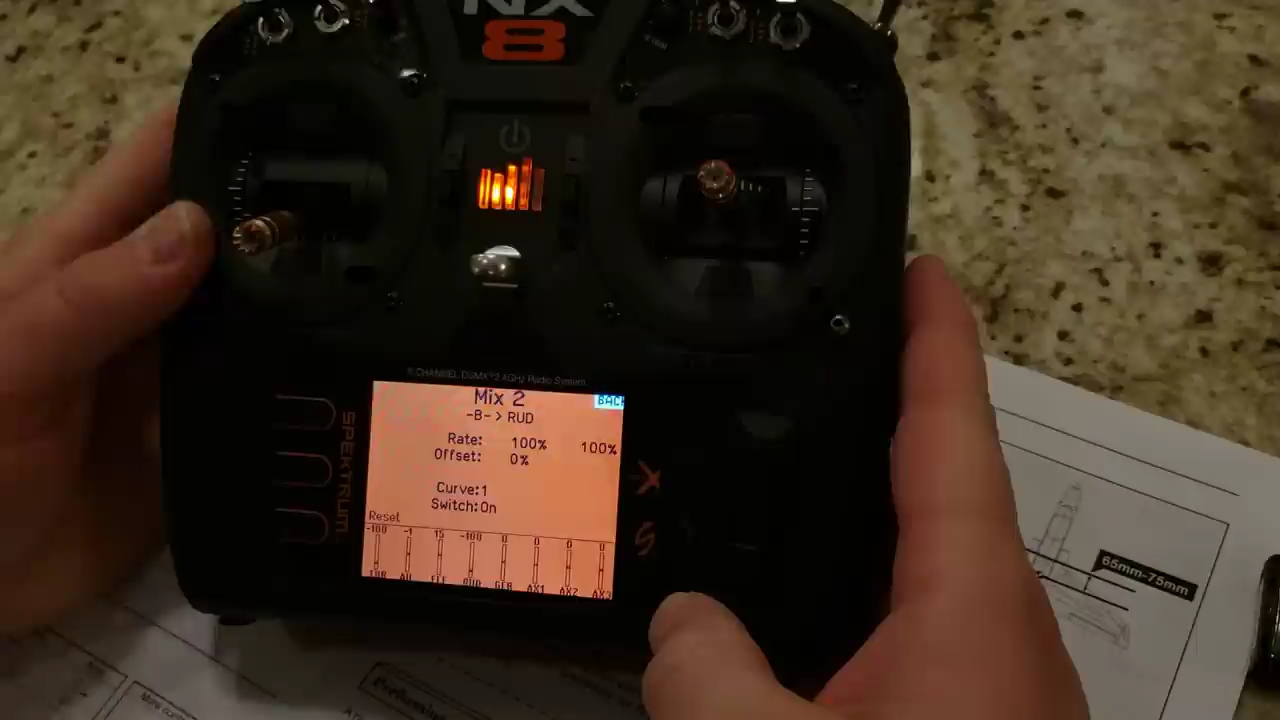 NX
8
8 CHANNEL DSMX 2.4GHz Radio System
SPEKTRUM
Mix 2
BACK
-B-> RUD
Rate: 100% 100%
Offset: 0%
Curve:1
Switch:On
Reset
-100 -1 15 -100 0 0 0 0
THR AIL ELE RUD GER AX1 AX2 AX3
65mm-75mm